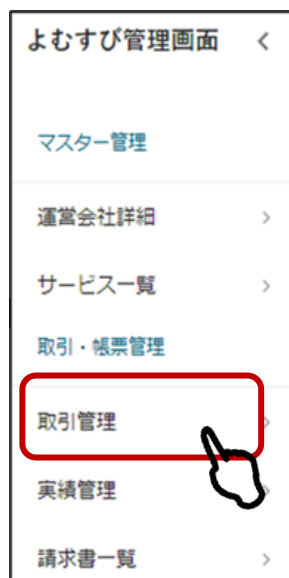 よむすび管理画面
マスター管理
運営会社詳細
サービス一覧
取引・帳票管理
取引管理
実績管理
請求書一覧